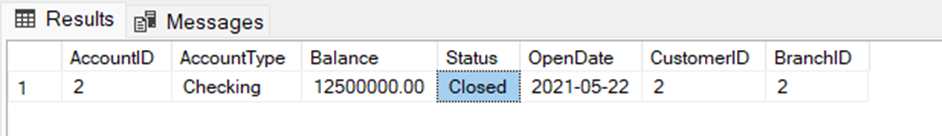 Results Messages
AccountID AccountType Balance Status OpenDate CustomerID BranchID
1 2 Checking 12500000.00 Closed 2021-05-22 2 2